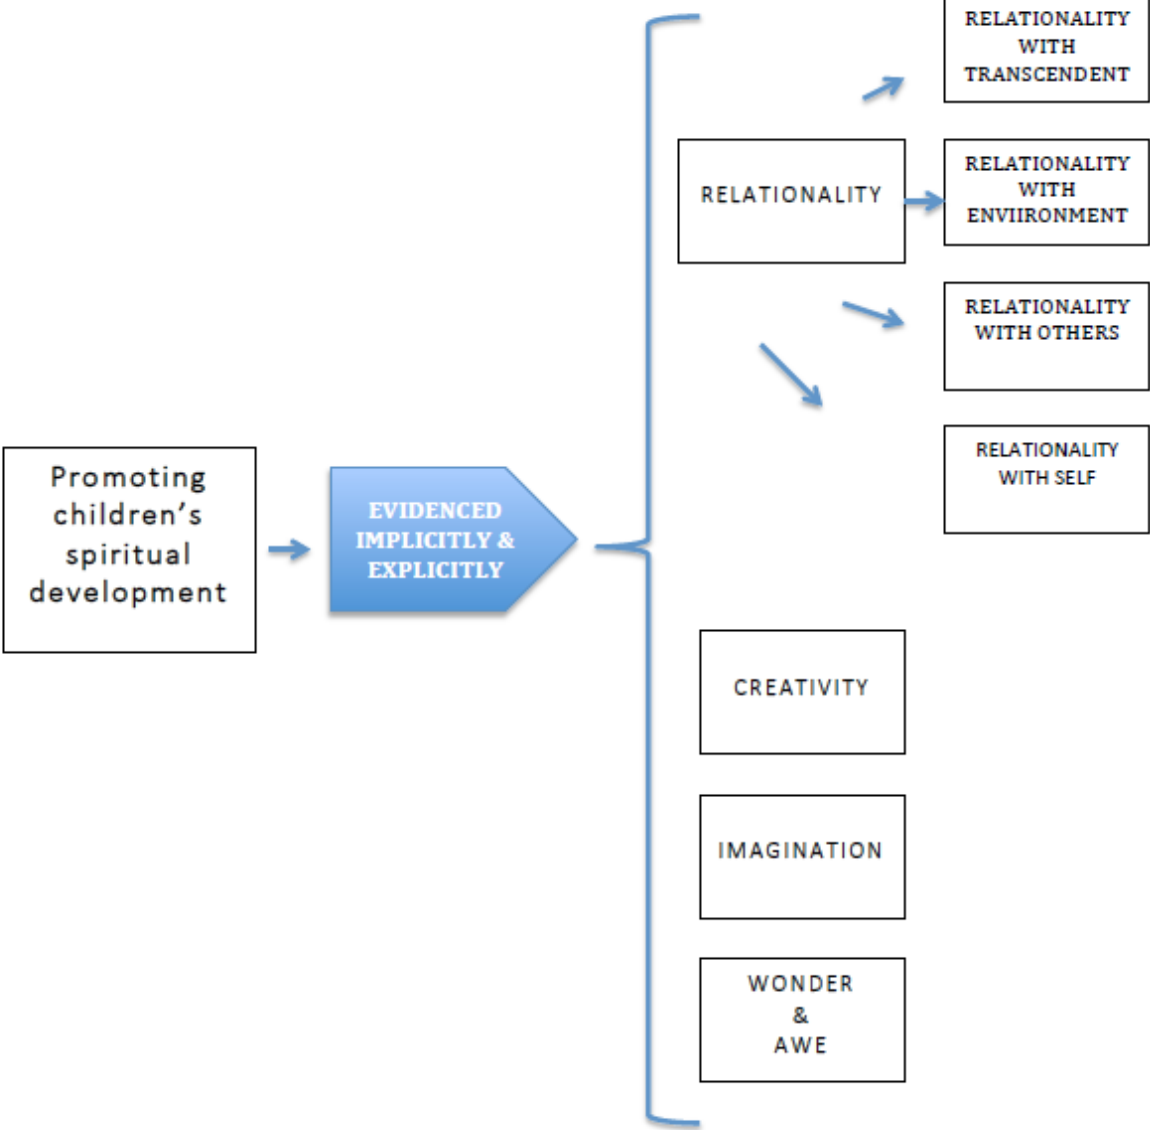 Promoting
children’s
spiritual
development
EVIDENCED
IMPLICITLY &
EXPLICITLY
RELATIONALITY
RELATIONALITY
WITH
TRANSCENDENT
RELATIONALITY
WITH
ENVIIRONMENT
RELATIONALITY
WITH OTHERS
RELATIONALITY
WITH SELF
CREATIVITY
IMAGINATION
WONDER
&
AWE